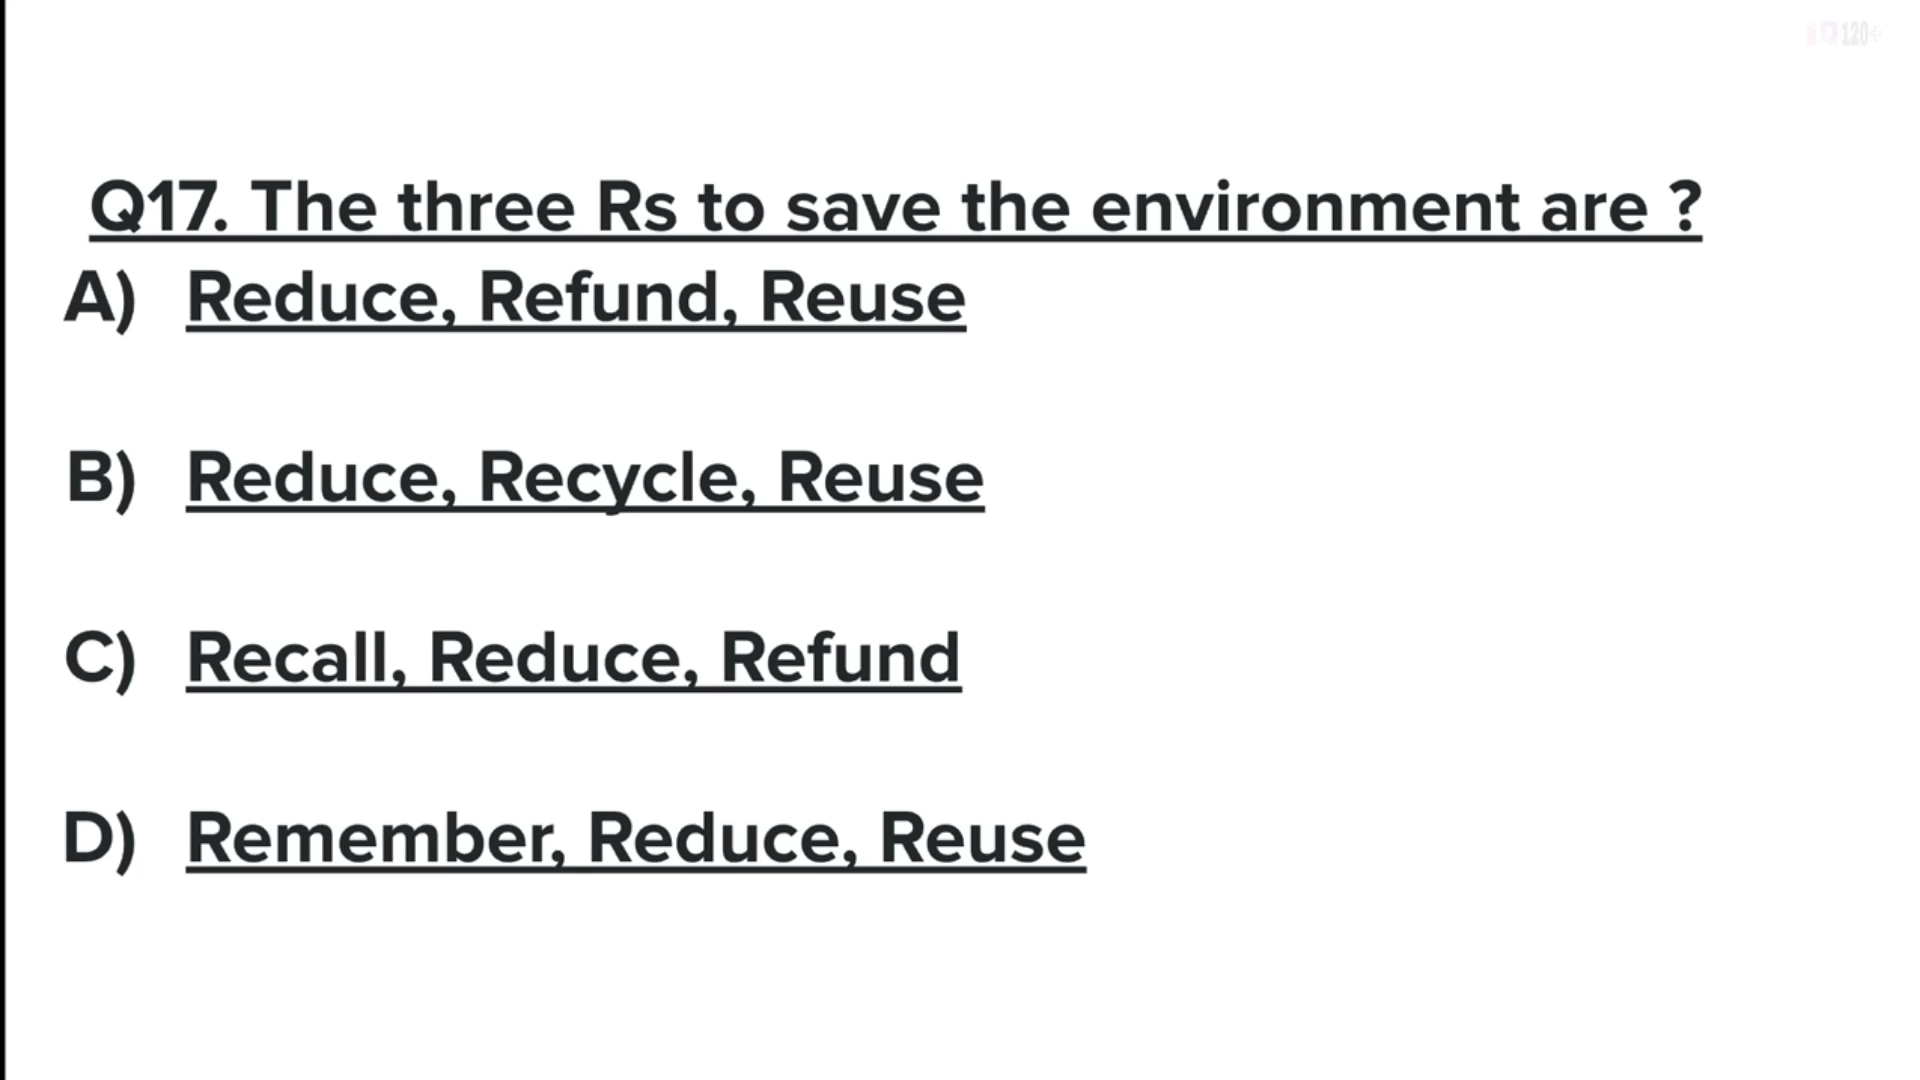 Q17. The three Rs to save the environment are ?
A) Reduce, Refund, Reuse
B) Reduce, Recycle, Reuse
C) Recall, Reduce, Refund
D) Remember, Reduce, Reuse